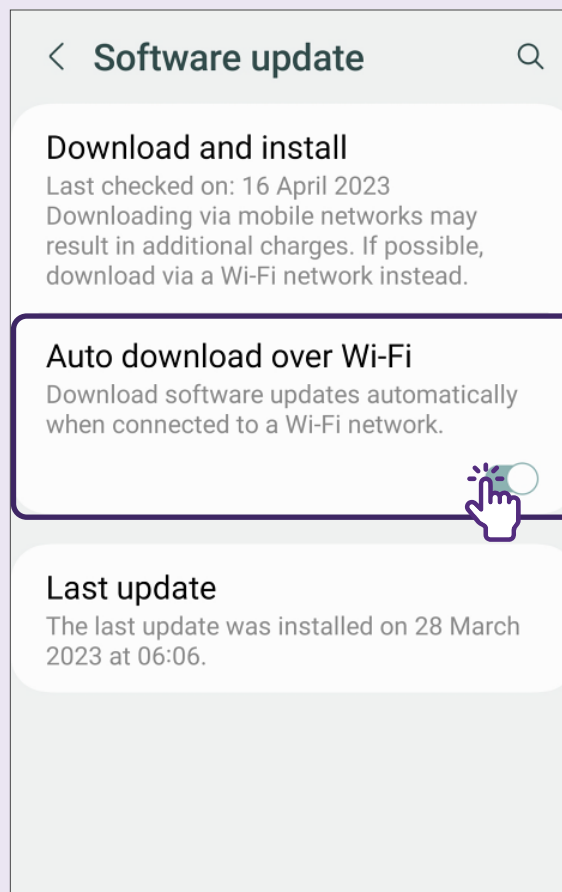 Software update
Download and install
Last checked on: 16 April 2023
Downloading via mobile networks may
result in additional charges. If possible,
download via a Wi-Fi network instead.
Auto download over Wi-Fi
Download software updates automatically
when connected to a Wi-Fi network.
Last update
The last update was installed on 28 March
2023 at 06:06.